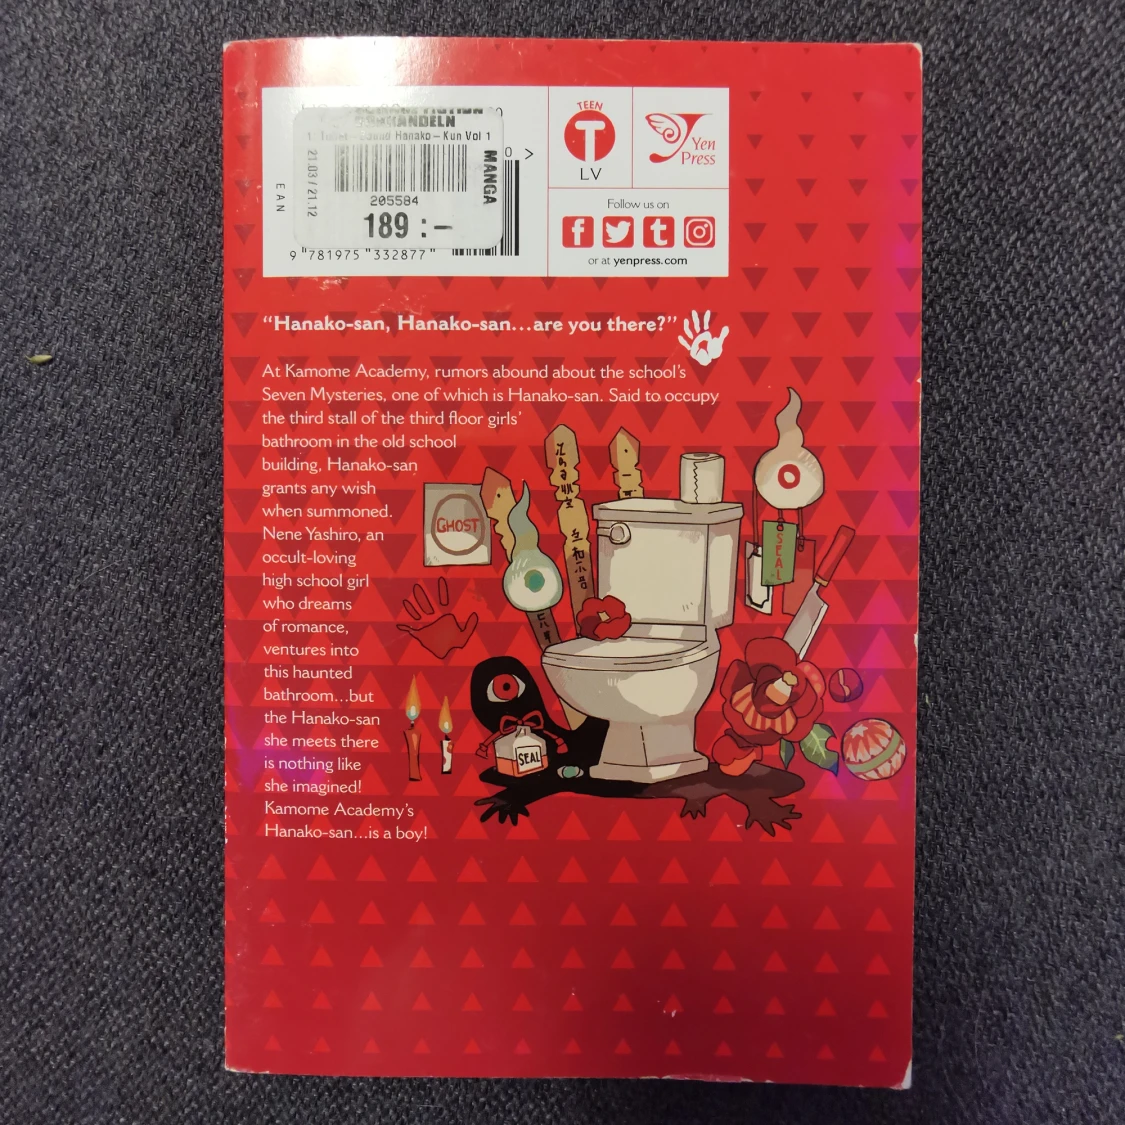 BOKHANDELN
Hanako-Kun Vol 1
21.03/21.12
MANGA
205584
189 :-
EAN
0 >
9 781975 332877
TEEN
T
LV
Yen
Press
Follow us on
or at yenpress.com
"Hanako-san, Hanako-san...are you there?"
At Kamome Academy, rumors abound about the school's
Seven Mysteries, one of which is Hanako-san. Said to occupy
the third stall of the third floor girls'
bathroom in the old school
building, Hanako-san
grants any wish
when summoned.
Nene Yashiro, an
occult-loving
high school girl
who dreams
of romance,
ventures into
this haunted
bathroom...but
the Hanako-san
she meets there
is nothing like
she imagined!
Kamome Academy's
Hanako-san...is a boy!
GHOST
SEAL
SEAL